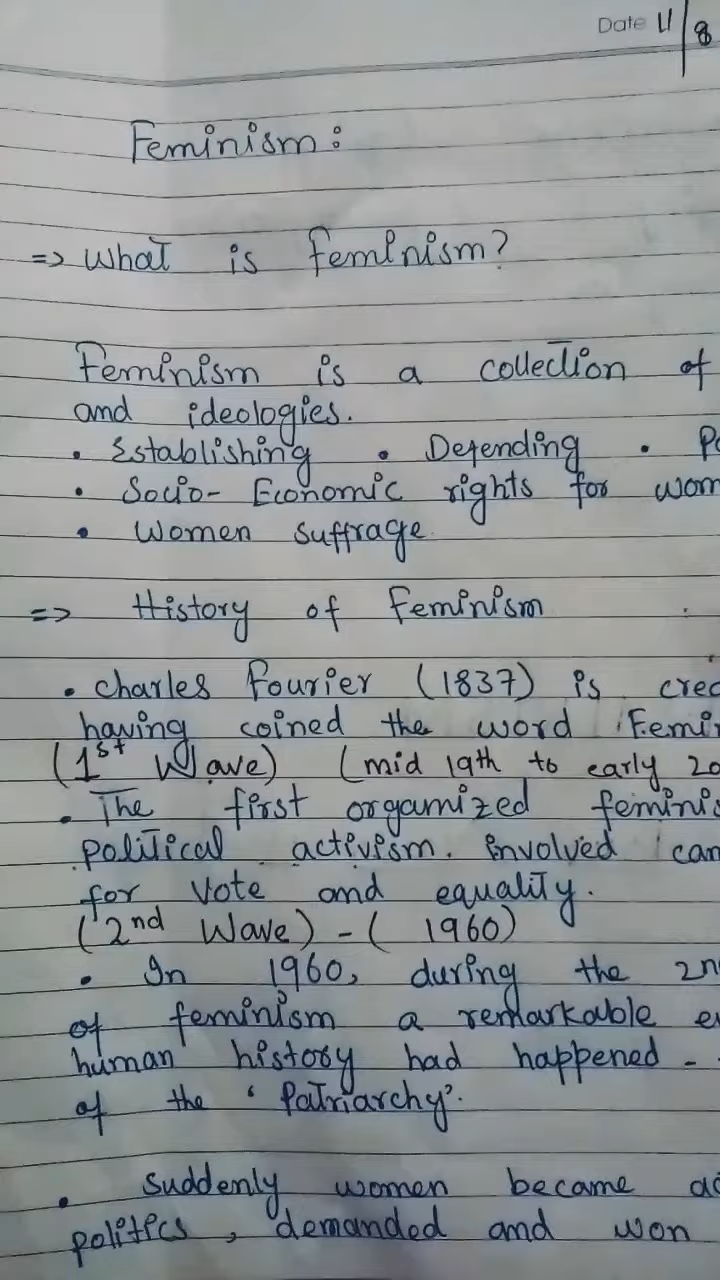 Date 11/8
Feminism:
=> What is feminism?
Feminism is a collection of
and ideologies.
• Establishing • Defending •
• Socio-Economic rights for
• Women suffrage
=> History of Feminism
• Charles Fourier (1837) is
having coined the word
(1st Wave) (mid 19th to early
• The first organized
political activism. involved
for vote and equality.
(2nd Wave) - ( 1960)
• In 1960, during the
of feminism a remarkable
human history had happened -
of the 'Patriarchy'.
• Suddenly women became
politics, demanded and won